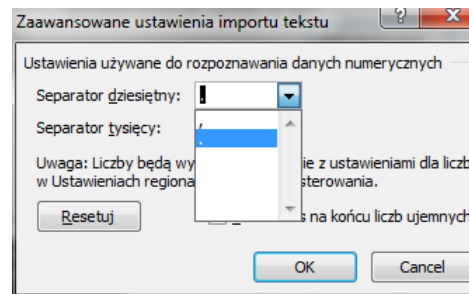 Zaawansowane ustawienia importu tekstu
?
X
Ustawienia używane do rozpoznawania danych numerycznych
Separator dziesiętny: .
,
.
Separator tysięcy:
Uwaga: Liczby będą wy ie z ustawieniami dla liczb
w Ustawieniach regiona sterowania.
Resetuj
s na końcu liczb ujemnych
OK
Cancel